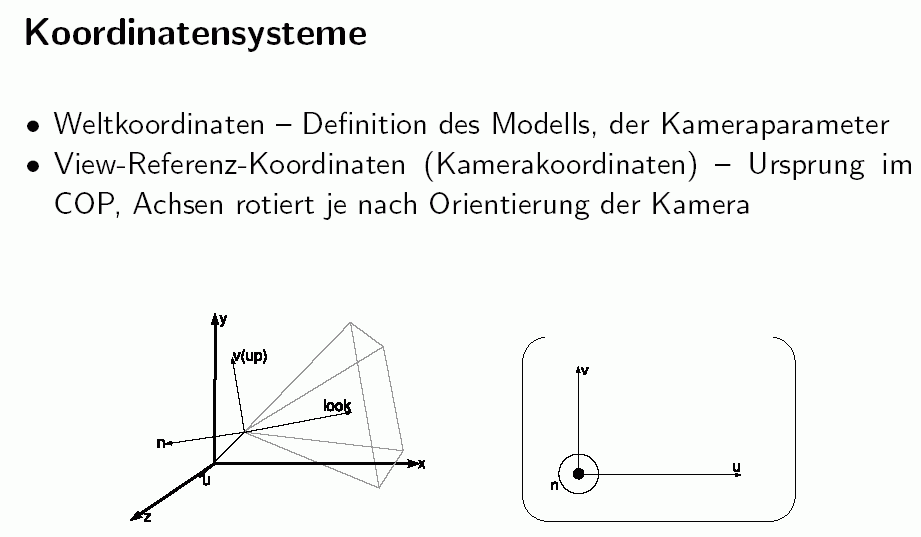 Koordinatensysteme
• Weltkoordinaten – Definition des Modells, der Kameraparameter
• View-Referenz-Koordinaten (Kamerakoordinaten) – Ursprung im
COP, Achsen rotiert je nach Orientierung der Kamera
y
v(up)
look
n
x
u
z
v
u
n